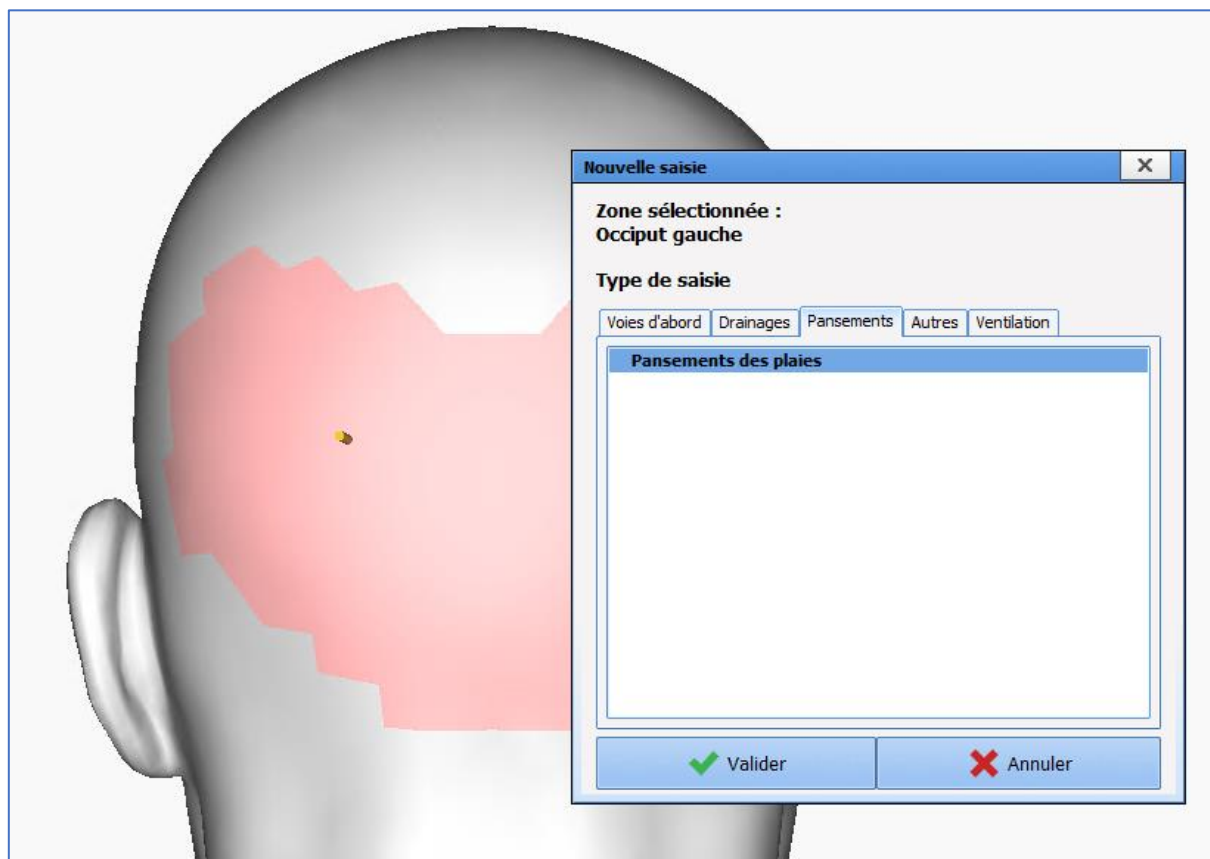 Nouvelle saisie
Zone sélectionnée :
Occiput gauche
Type de saisie
Voies d'abord Drainages Pansements Autres Ventilation
Pansements des plaies
Valider Annuler